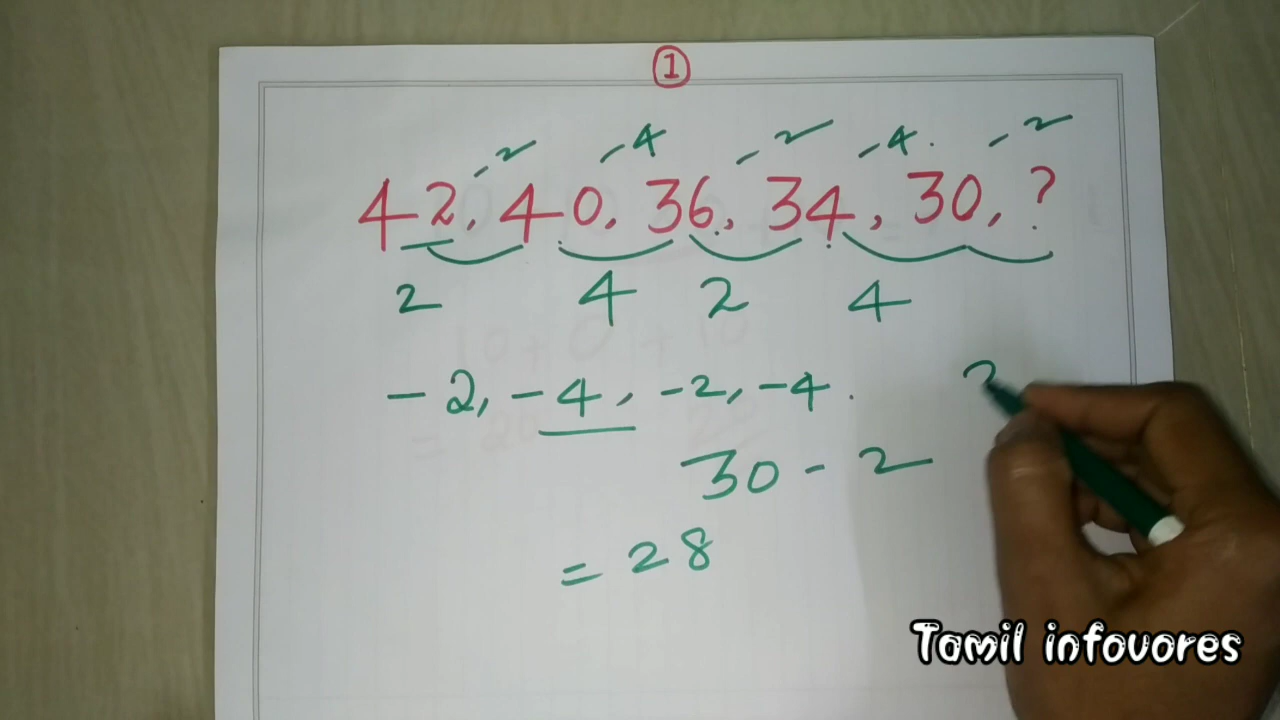 1
-2 -4 -2 -4. -2
42, 40, 36, 34, 30, ?
2 4 2 4
-2, -4, -2, -4.
30 - 2
= 28
Tamil infovores